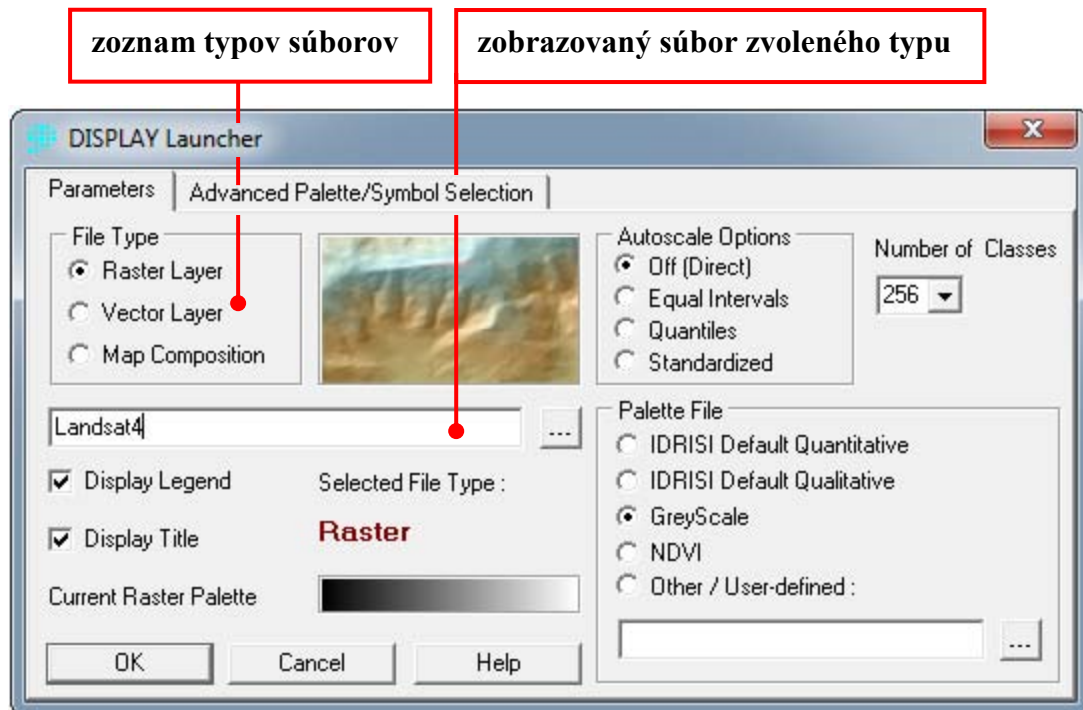 zoznam typov súborov
zobrazovaný súbor zvoleného typu
DISPLAY Launcher
Parameters
Advanced Palette/Symbol Selection
File Type
Raster Layer
Vector Layer
Map Composition
Autoscale Options
Off (Direct)
Equal Intervals
Quantiles
Standardized
Number of Classes
256
Landsat4
...
Display Legend
Selected File Type :
Display Title
Raster
Current Raster Palette
Palette File
IDRISI Default Quantitative
IDRISI Default Qualitative
GreyScale
NDVI
Other / User-defined :
...
OK
Cancel
Help